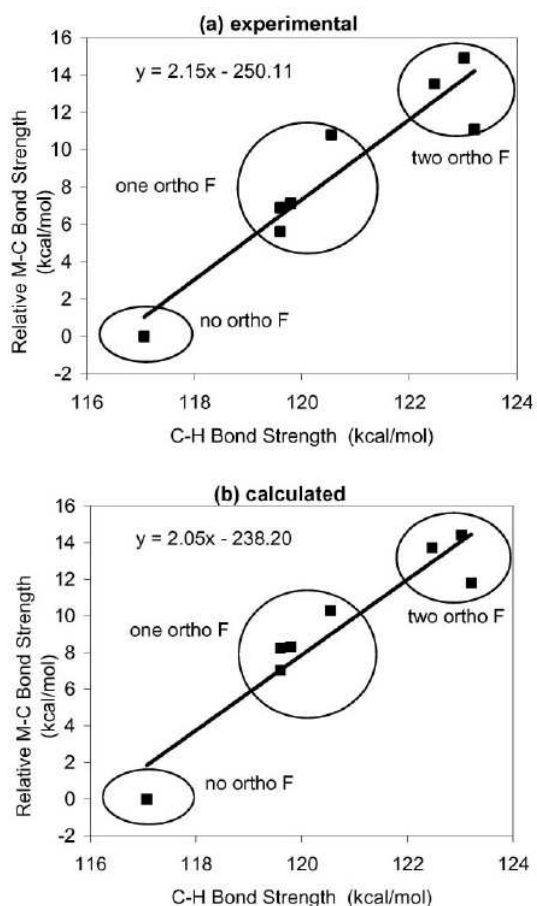 (a) experimental
16
14
12
10
8
6
4
2
0
-2
y = 2.15x - 250.11
two ortho F
one ortho F
no ortho F
Relative M-C Bond Strength
(kcal/mol)
116
118
120
122
124
C-H Bond Strength (kcal/mol)
(b) calculated
16
14
12
10
8
6
4
2
0
-2
y = 2.05x - 238.20
one ortho F
two ortho F
no ortho F
Relative M-C Bond Strength
(kcal/mol)
116
118
120
122
124
C-H Bond Strength (kcal/mol)